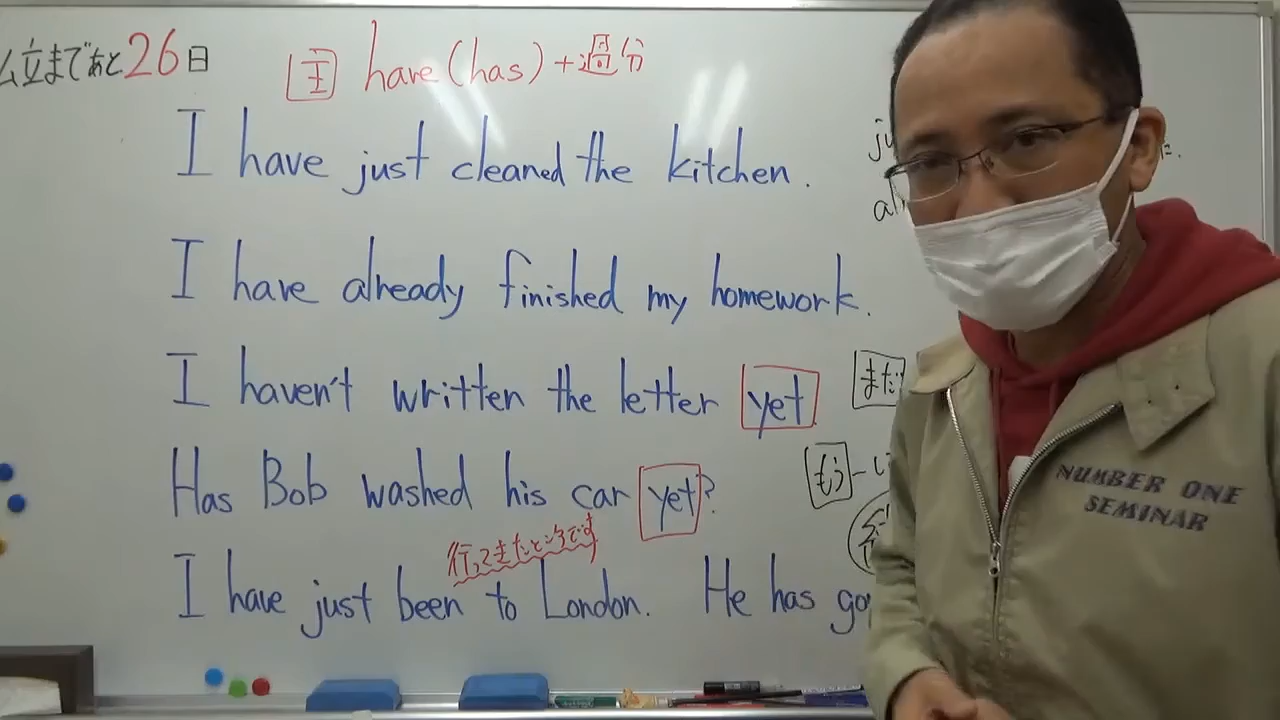 立まであと26日
主 have (has) + 過分
I have just cleaned the kitchen.
I have already finished my homework.
I haven't written the letter yet
まだ
Has Bob washed his car yet?
もう
行ってきたところです
I have just been to London. He has
NUMBER ONE
SEMINAR